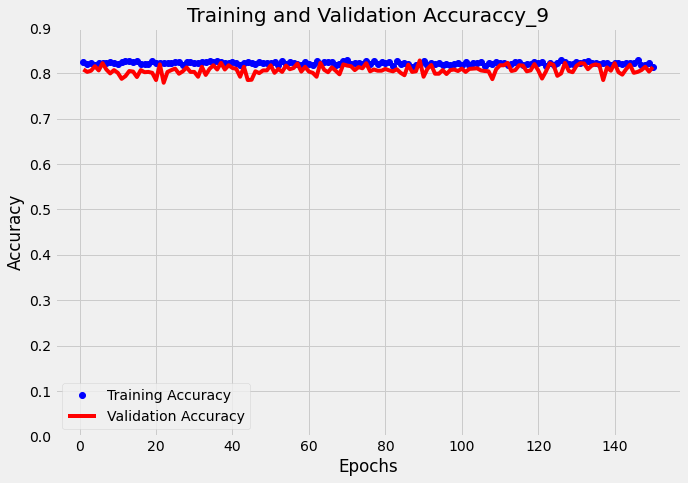 Training and Validation Accuraccy_9
0.9
0.8
0.7
0.6
0.5
0.4
0.3
0.2
0.1
0.0
Accuracy
Training Accuracy
Validation Accuracy
0 20 40 60 80 100 120 140
Epochs